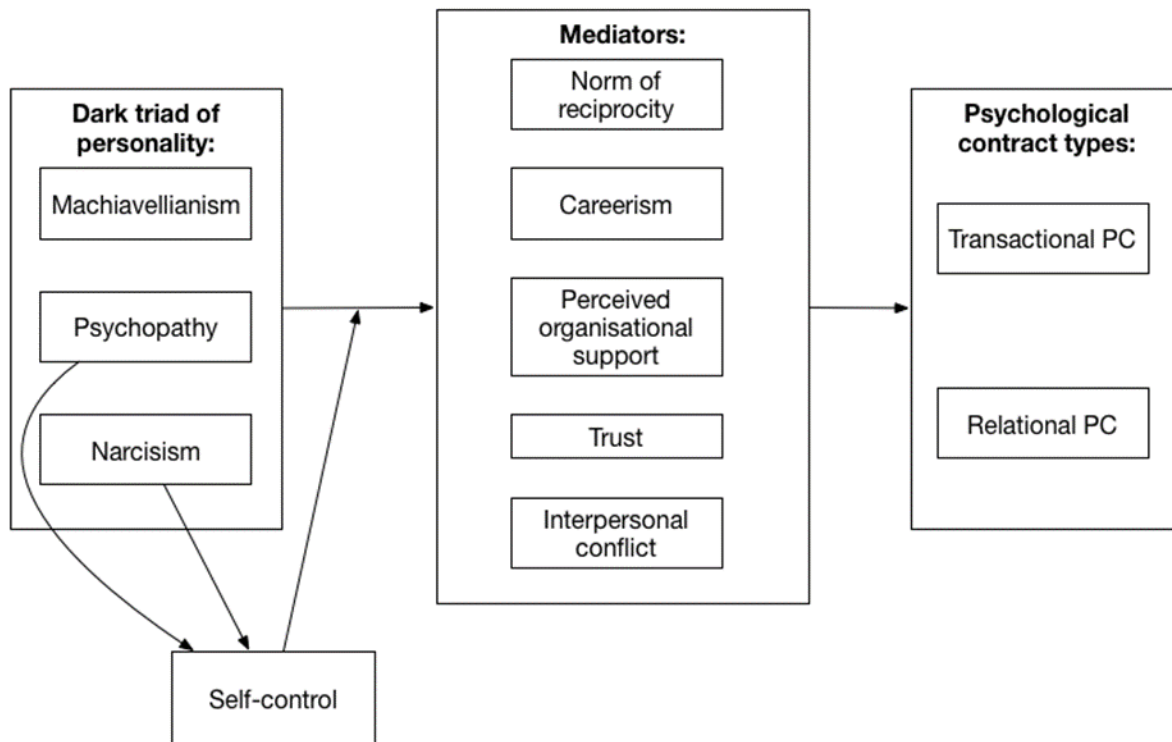 Dark triad of
personality:
Machiavellianism
Psychopathy
Narcisism
Self-control
Mediators:
Norm of
reciprocity
Careerism
Perceived
organisational
support
Trust
Interpersonal
conflict
Psychological
contract types:
Transactional PC
Relational PC